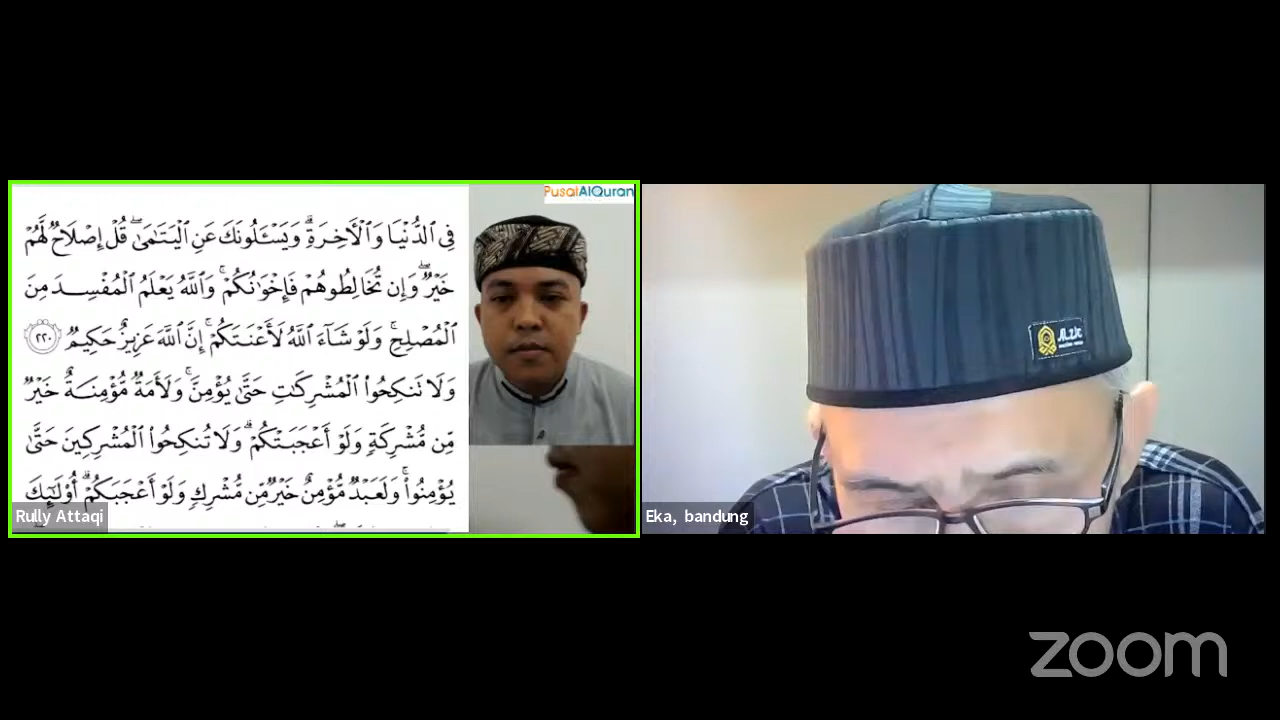 PusatAlQuran
فِى ٱلدُّنْيَا وَٱلْءَاخِرَةِ ۗ وَيَسْـَٔلُونَكَ عَنِ ٱلْيَتَٰمَىٰ ۖ قُلْ إِصْلَاحٌ لَّهُمْ
خَيْرٌ ۖ وَإِن تُخَالِطُوهُمْ فَإِخْوَٰنُكُمْ ۚ وَٱللَّهُ يَعْلَمُ ٱلْمُفْسِدَ مِنَ
ٱلْمُصْلِحِ ۚ وَلَوْ شَآءَ ٱللَّهُ لَأَعْنَتَكُمْ ۚ إِنَّ ٱللَّهَ عَزِيزٌ حَكِيمٌ ٢٢٠
وَلَا تَنكِحُوا۟ ٱلْمُشْرِكَٰتِ حَتَّىٰ يُؤْمِنَّ ۚ وَلَأَمَةٌ مُّؤْمِنَةٌ خَيْرٌ
مِّن مُّشْرِكَةٍ وَلَوْ أَعْجَبَتْكُمْ ۗ وَلَا تُنكِحُوا۟ ٱلْمُشْرِكِينَ حَتَّىٰ
يُؤْمِنُوا۟ ۚ وَلَعَبْدٌ مُّؤْمِنٌ خَيْرٌ مِّن مُّشْرِكٍ وَلَوْ أَعْجَبَكُمْ ۗ أُو۟لَٰٓئِكَ
Rully Attaqi
Eka, bandung
zoom